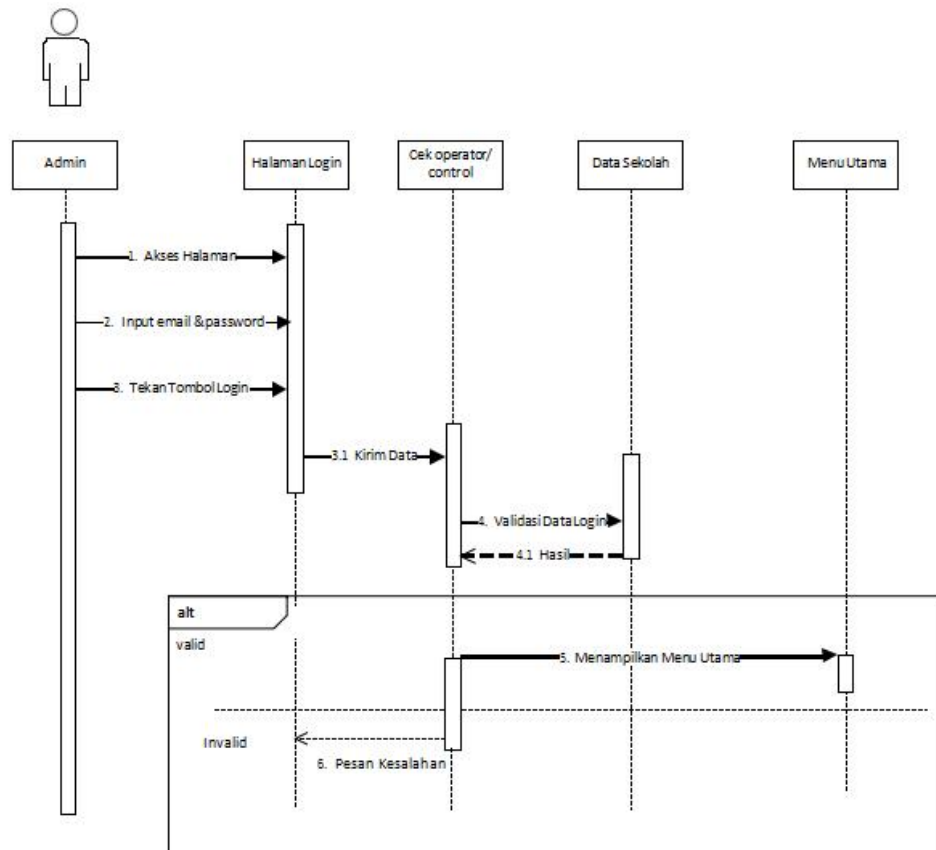 Admin
Halaman Login
Cek operator/
control
Data Sekolah
Menu Utama
1. Akses Halaman
2. Input email & password
3. Tekan Tombol Login
3.1 Kirim Data
4. Validasi Data Login
4.1 Hasil
alt
valid
5. Menampilkan Menu Utama
Invalid
6. Pesan Kesalahan